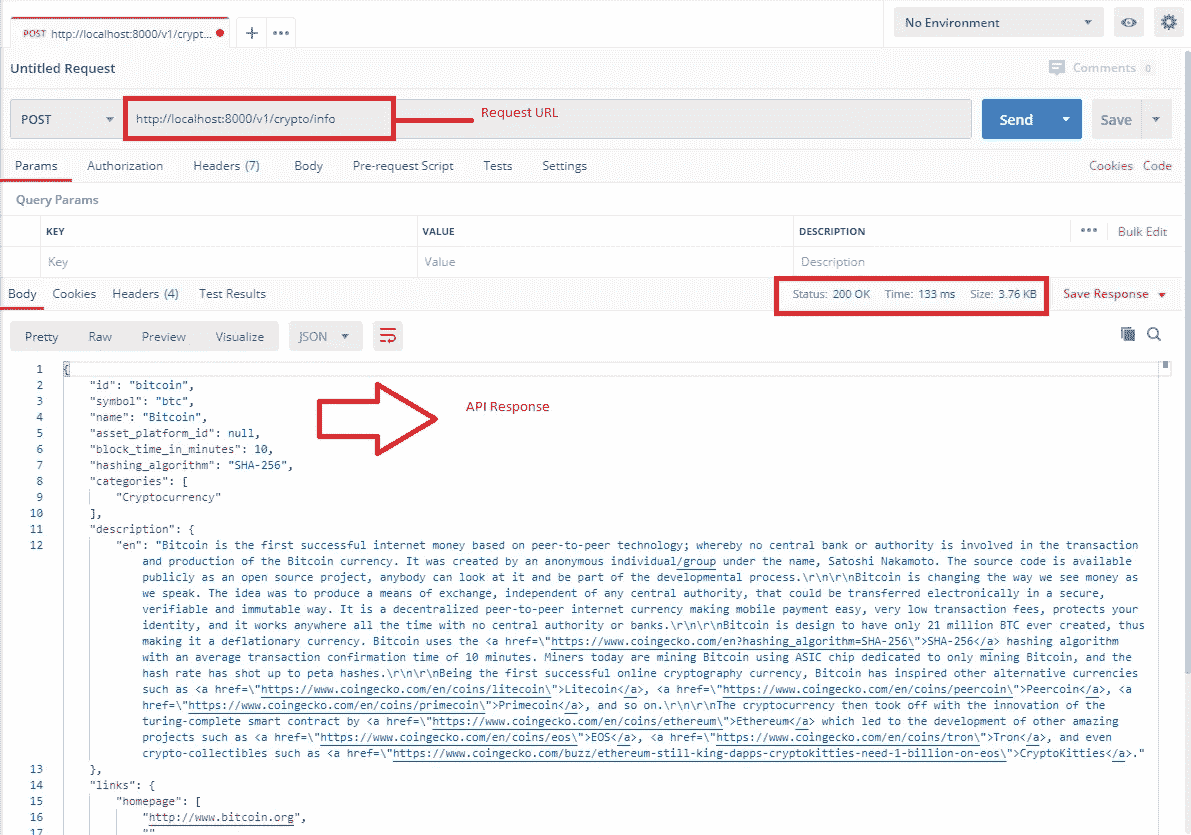 POST http://localhost:8000/v1/crypt...
No Environment
Untitled Request
Comments 0
POST
http://localhost:8000/v1/crypto/info
Request URL
Send
Save
Params Authorization Headers (7) Body Pre-request Script Tests Settings Cookies Code
Query Params
KEY VALUE DESCRIPTION ••• Bulk Edit
Key Value Description
Body Cookies Headers (4) Test Results Status: 200 OK Time: 133 ms Size: 3.76 KB Save Response
Pretty Raw Preview Visualize JSON
API Response
1 {
2 "id": "bitcoin",
3 "symbol": "btc",
4 "name": "Bitcoin",
5 "asset_platform_id": null,
6 "block_time_in_minutes": 10,
7 "hashing_algorithm": "SHA-256",
8 "categories": [
9 "Cryptocurrency"
10 ],
11 "description": {
12 "en": "Bitcoin is the first successful internet money based on peer-to-peer technology; whereby no central bank or authority is involved in the transaction
and production of the Bitcoin currency. It was created by an anonymous individual/group under the name, Satoshi Nakamoto. The source code is available
publicly as an open source project, anybody can look at it and be part of the developmental process.\r\n\r\nBitcoin is changing the way we see money as
we speak. The idea was to produce a means of exchange, independent of any central authority, that could be transferred electronically in a secure,
verifiable and immutable way. It is a decentralized peer-to-peer internet currency making mobile payment easy, very low transaction fees, protects your
identity, and it works anywhere all the time with no central authority or banks.\r\n\r\nBitcoin is design to have only 21 million BTC ever created, thus
making it a deflationary currency. Bitcoin uses the <a href=\"https://www.coingecko.com/en?hashing_algorithm=SHA-256\">SHA-256</a> hashing algorithm
with an average transaction confirmation time of 10 minutes. Miners today are mining Bitcoin using ASIC chip dedicated to only mining Bitcoin, and the
hash rate has shot up to peta hashes.\r\n\r\nBeing the first successful online cryptography currency, Bitcoin has inspired other alternative currencies
such as <a href=\"https://www.coingecko.com/en/coins/litecoin\">Litecoin</a>, <a href=\"https://www.coingecko.com/en/coins/peercoin\">Peercoin</a>, <a
href=\"https://www.coingecko.com/en/coins/primecoin\">Primecoin</a>, and so on.\r\n\r\nThe cryptocurrency then took off with the innovation of the
turing-complete smart contract by <a href=\"https://www.coingecko.com/en/coins/ethereum\">Ethereum</a> which led to the development of other amazing
projects such as <a href=\"https://www.coingecko.com/en/coins/eos\">EOS</a>, <a href=\"https://www.coingecko.com/en/coins/tron\">Tron</a>, and even
crypto-collectibles such as <a href=\"https://www.coingecko.com/buzz/ethereum-still-king-dapps-cryptokitties-need-1-billion-on-eos\">CryptoKitties</a>."
13 },
14 "links": {
15 "homepage": [
16 "http://www.bitcoin.org",
17 ""